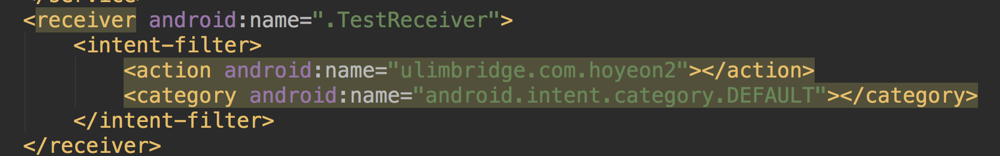 </service>
<receiver android:name=".TestReceiver">
<intent-filter>
<action android:name="ulimbridge.com.hoyeon2"></action>
<category android:name="android.intent.category.DEFAULT"></category>
</intent-filter>
</receiver>